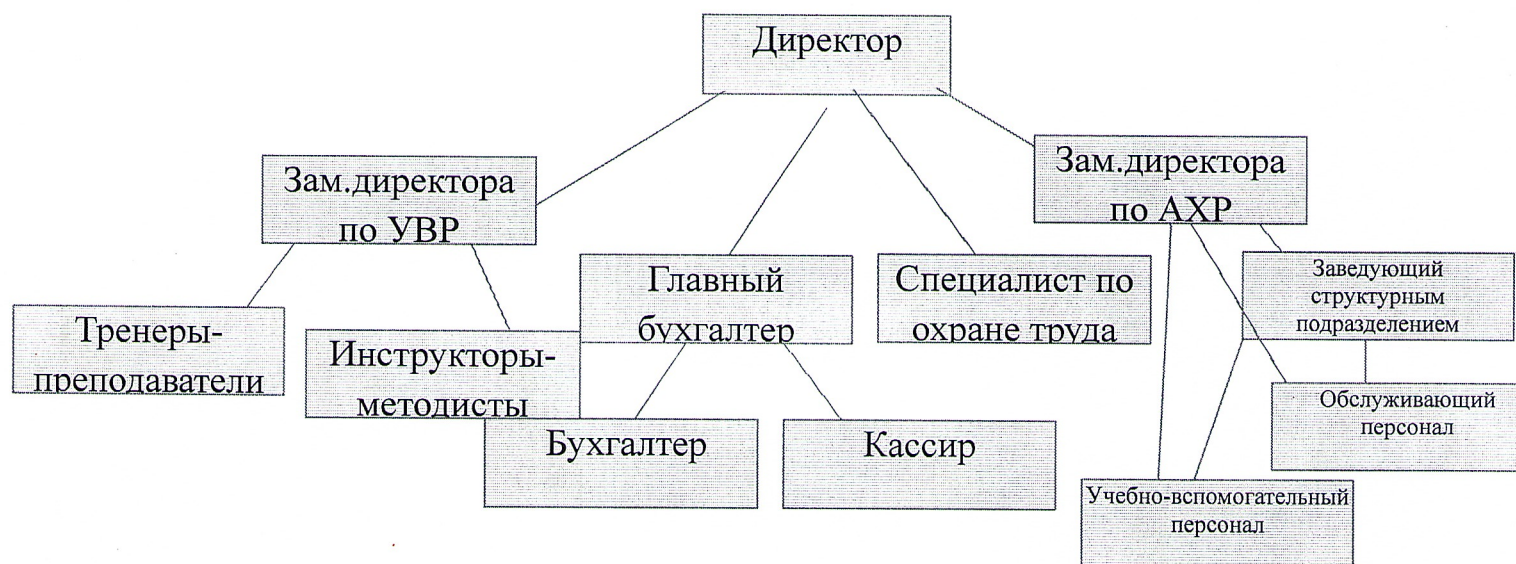 Директор
Зам.директора
по УВР
Зам.директора
по АХР
Главный
бухгалтер
Специалист по
охране труда
Заведующий
структурным
подразделением
Тренеры-
преподаватели
Инструкторы-
методисты
Обслуживающий
персонал
Бухгалтер
Кассир
Учебно-вспомогательный
персонал